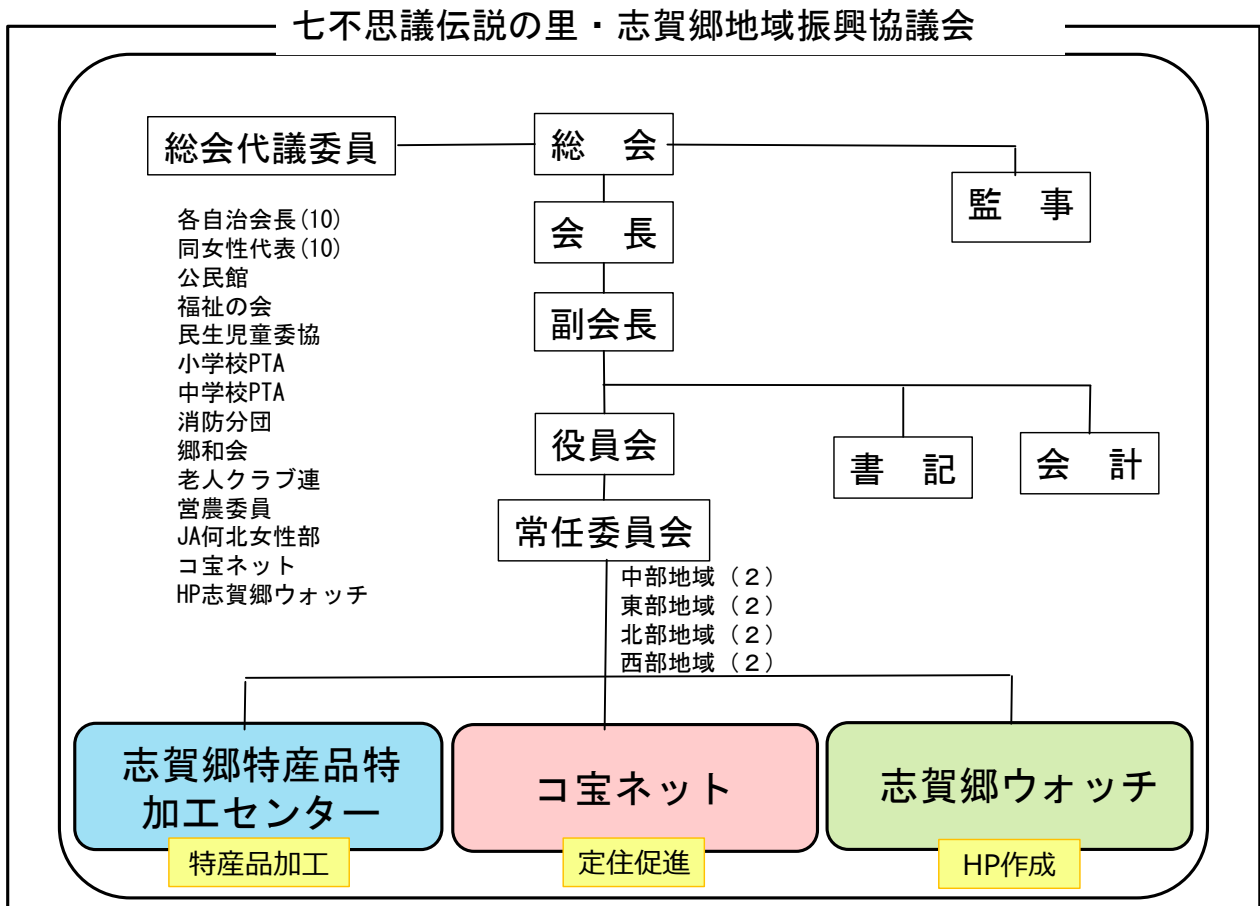 七不思議伝説の里・志賀郷地域振興協議会
総会代議委員
総　会
監　事
各自治会長(10)
同女性代表(10)
公民館
福祉の会
民生児童委協
小学校PTA
中学校PTA
消防分団
郷和会
老人クラブ連
営農委員
JA何北女性部
コ宝ネット
HP志賀郷ウォッチ
会　長
副会長
役員会
書　記
会　計
常任委員会
中部地域（２）
東部地域（２）
北部地域（２）
西部地域（２）
志賀郷特産品特
加工センター
特産品加工
コ宝ネット
定住促進
志賀郷ウォッチ
HP作成